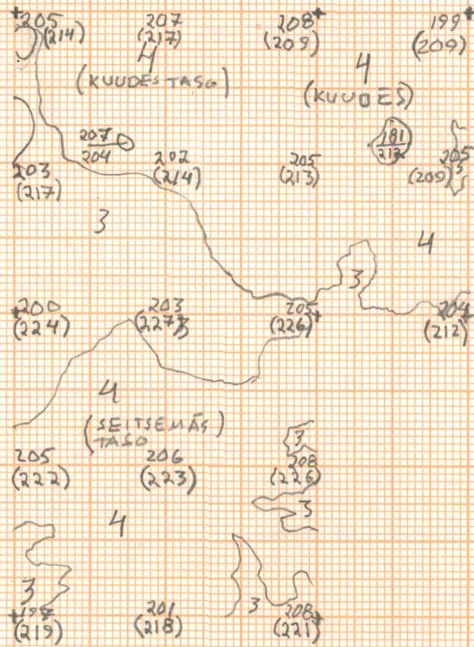 205 207 208 199
(214) (217) (209) (209)
4 4
(KUUDES TASO) (KUUDES)
207 181
204 212
203 202 205 205
(217) (214) (213) (209) 3
3 4
3
200 203 205 204
(224) (227) 3 (226) (212)
4
(SEITSEMÄS)
TASO
3
205 206 208
(222) (223) (226)
4 3
3 3
201 208
(219) (218) (221)